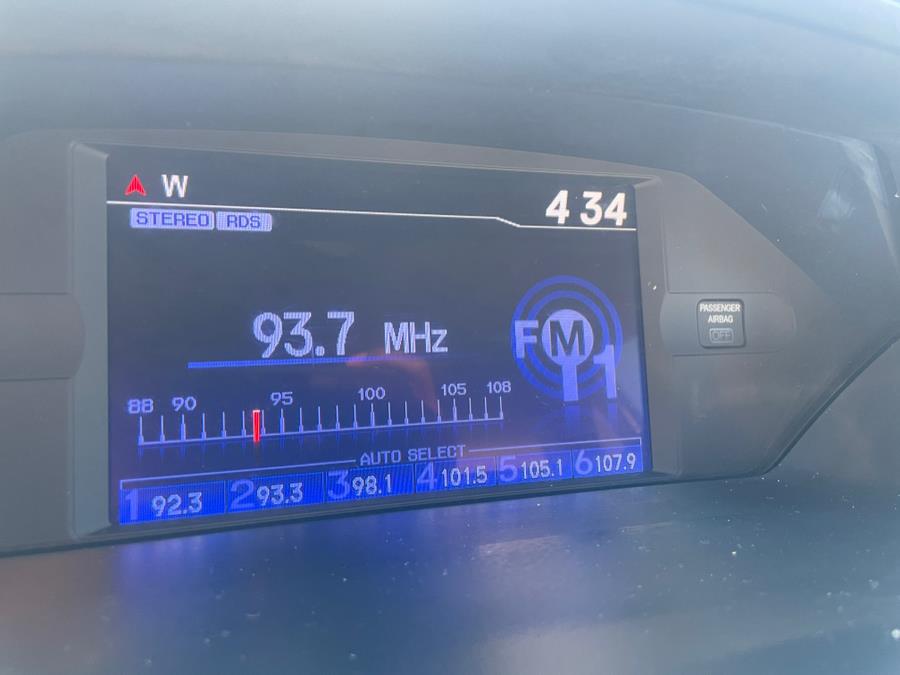 W
4 34
STEREO RDS
93.7 MHz
FM 1
88 90 95 100 105 108
AUTO SELECT
1 92.3 2 93.3 3 98.1 4 101.5 5 105.1 6 107.9
PASSENGER
AIRBAG
OFF